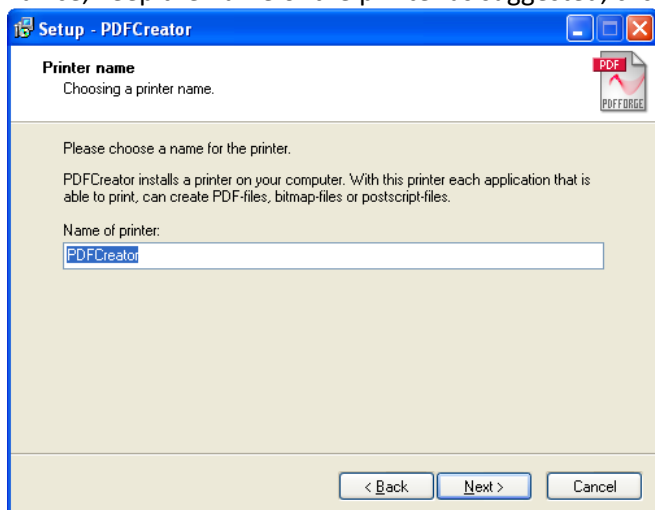 Setup - PDFCreator
Printer name
Choosing a printer name.
PDF
PDFFORGE
Please choose a name for the printer.
PDFCreator installs a printer on your computer. With this printer each application that is
able to print, can create PDF-files, bitmap-files or postscript-files.
Name of printer:
PDFCreator
< Back
Next >
Cancel